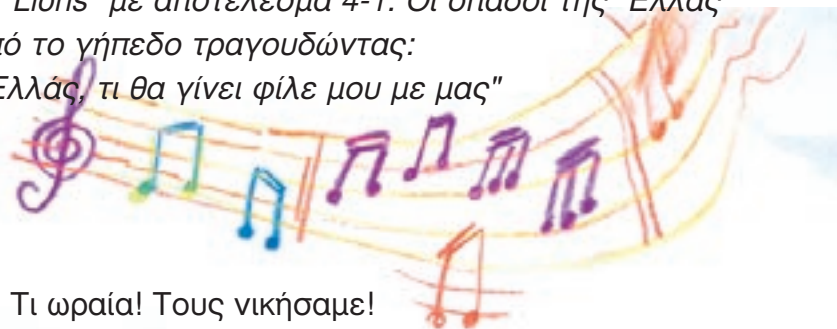 "Lions" με αποτέλεσμα 4-1. Οι οπαδοί της "Ελλάς"
πό το γήπεδο τραγουδώντας:
Ελλάς, τι θα γίνει φίλε μου με μας"
Τι ωραία! Τους νικήσαμε!